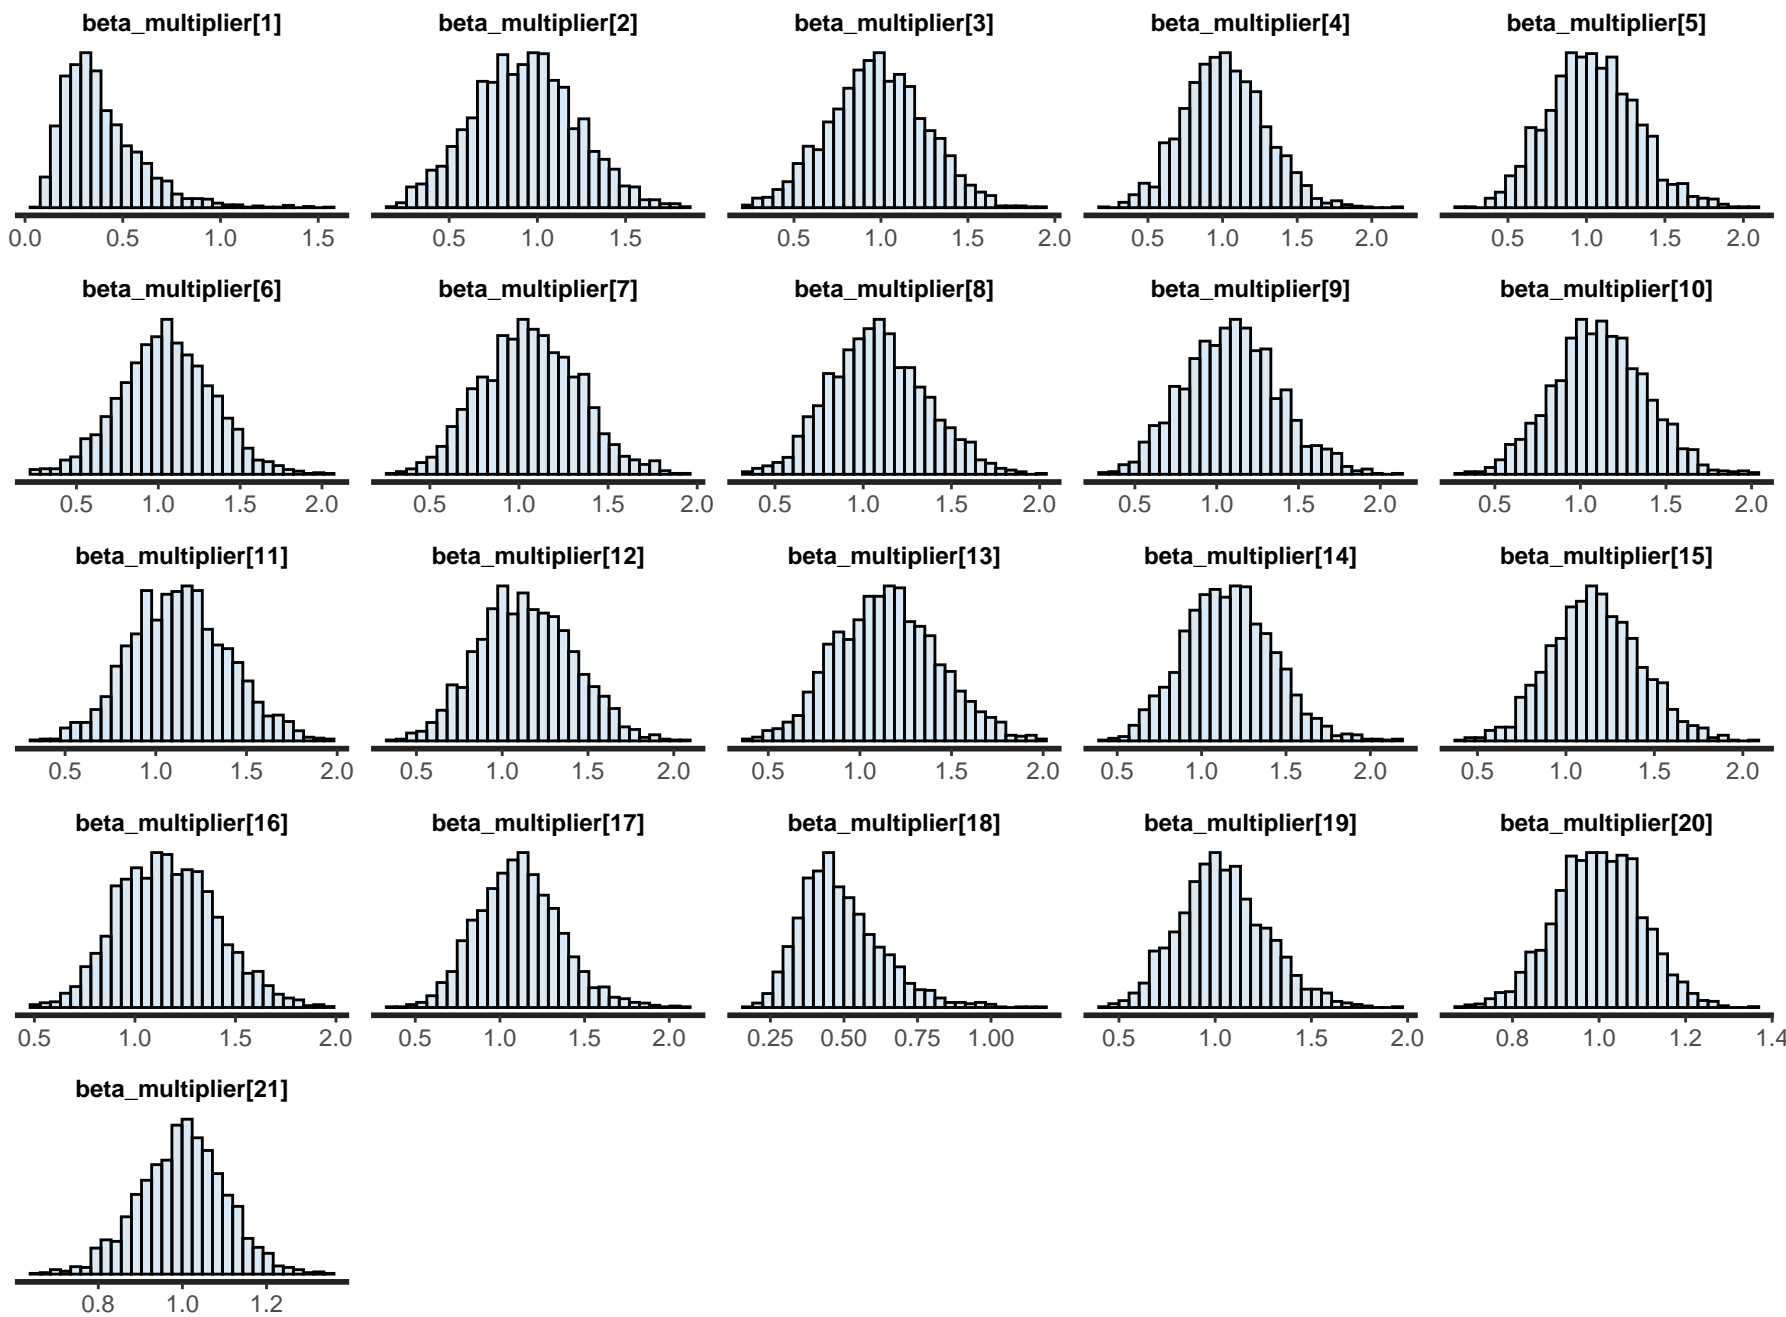 beta_multiplier[1] beta_multiplier[2] beta_multiplier[3] beta_multiplier[4] beta_multiplier[5]
0.0 0.5 1.0 1.5 0.5 1.0 1.5 0.5 1.0 1.5 2.0 0.5 1.0 1.5 2.0 0.5 1.0 1.5 2.0
beta_multiplier[6] beta_multiplier[7] beta_multiplier[8] beta_multiplier[9] beta_multiplier[10]
0.5 1.0 1.5 2.0 0.5 1.0 1.5 2.0 0.5 1.0 1.5 2.0 0.5 1.0 1.5 2.0 0.5 1.0 1.5 2.0
beta_multiplier[11] beta_multiplier[12] beta_multiplier[13] beta_multiplier[14] beta_multiplier[15]
0.5 1.0 1.5 2.0 0.5 1.0 1.5 2.0 0.5 1.0 1.5 2.0 0.5 1.0 1.5 2.0 0.5 1.0 1.5 2.0
beta_multiplier[16] beta_multiplier[17] beta_multiplier[18] beta_multiplier[19] beta_multiplier[20]
0.5 1.0 1.5 2.0 0.5 1.0 1.5 2.0 0.25 0.50 0.75 1.00 0.5 1.0 1.5 2.0 0.8 1.0 1.2 1.4
beta_multiplier[21]
0.8 1.0 1.2